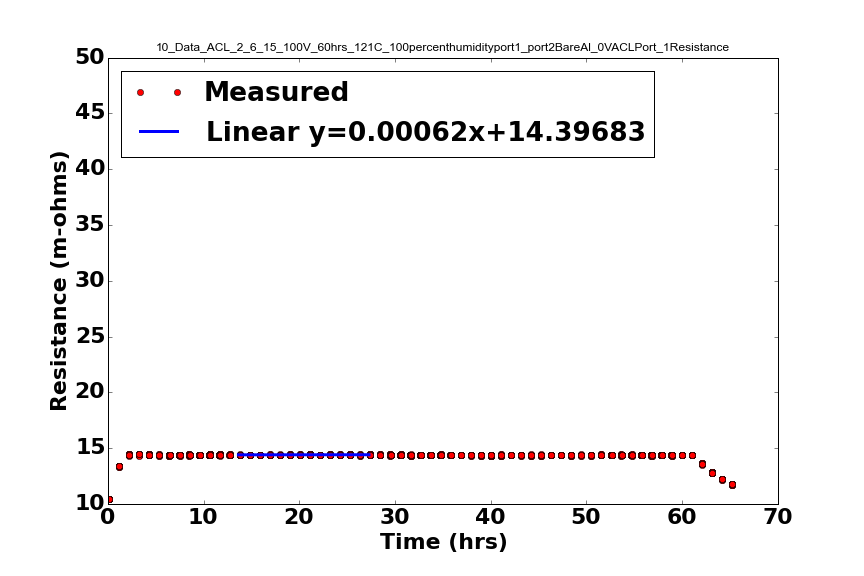 10_Data_ACL_2_6_15_100V_60hrs_121C_100percenthumidityport1_port2BareAl_0VACLPort_1Resistance
50
45
40
35
30
25
20
15
10
Resistance (m-ohms)
Measured
Linear y=0.00062x+14.39683
0 10 20 30 40 50 60 70
Time (hrs)